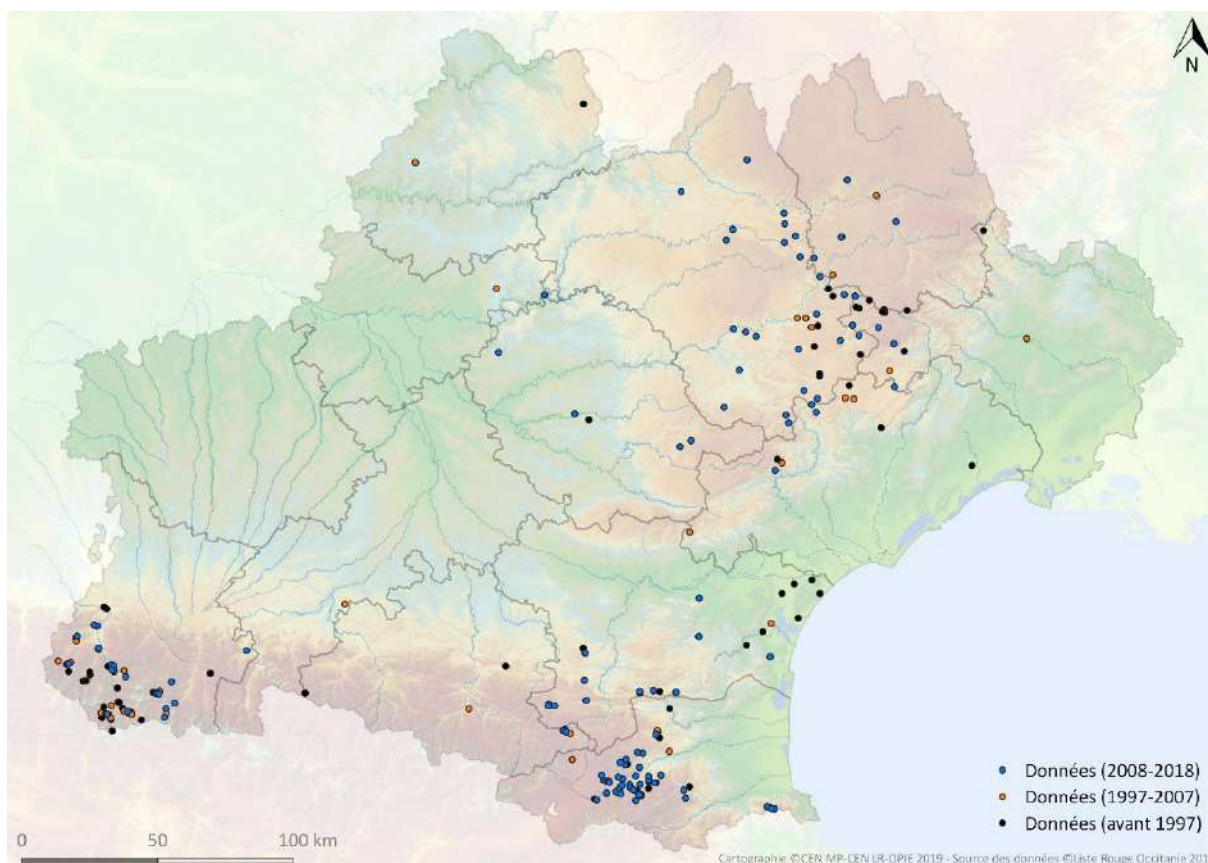 N
Données (2008-2018)
Données (1997-2007)
Données (avant 1997)
0 50 100 km
Cartographie ©CEN MP-CEN LR-OPIE 2019 - Source des données ©Liste Rouge Occitanie 201